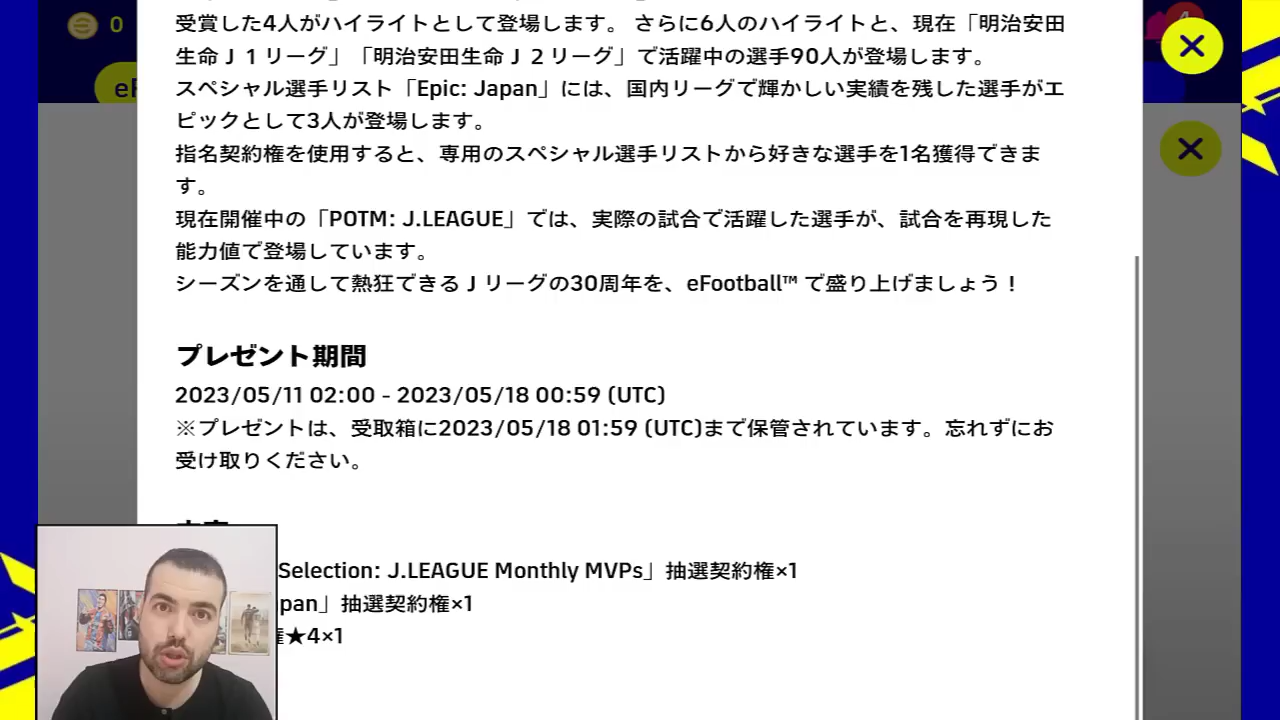 0
受賞した4人がハイライトとして登場します。 さらに6人のハイライトと、現在「明治安田
生命Ｊ１リーグ」「明治安田生命Ｊ２リーグ」で活躍中の選手90人が登場します。
スペシャル選手リスト「Epic: Japan」には、国内リーグで輝かしい実績を残した選手がエ
ピックとして3人が登場します。
指名契約権を使用すると、専用のスペシャル選手リストから好きな選手を1名獲得できま
す。
現在開催中の「POTM: J.LEAGUE」では、実際の試合で活躍した選手が、試合を再現した
能力値で登場しています。
シーズンを通して熱狂できるＪリーグの30周年を、eFootball™ で盛り上げましょう！
プレゼント期間
2023/05/11 02:00 - 2023/05/18 00:59 (UTC)
※プレゼントは、受取箱に2023/05/18 01:59 (UTC)まで保管されています。忘れずにお
受け取りください。
Selection: J.LEAGUE Monthly MVPs」抽選契約権×1
pan」抽選契約権×1
★4×1